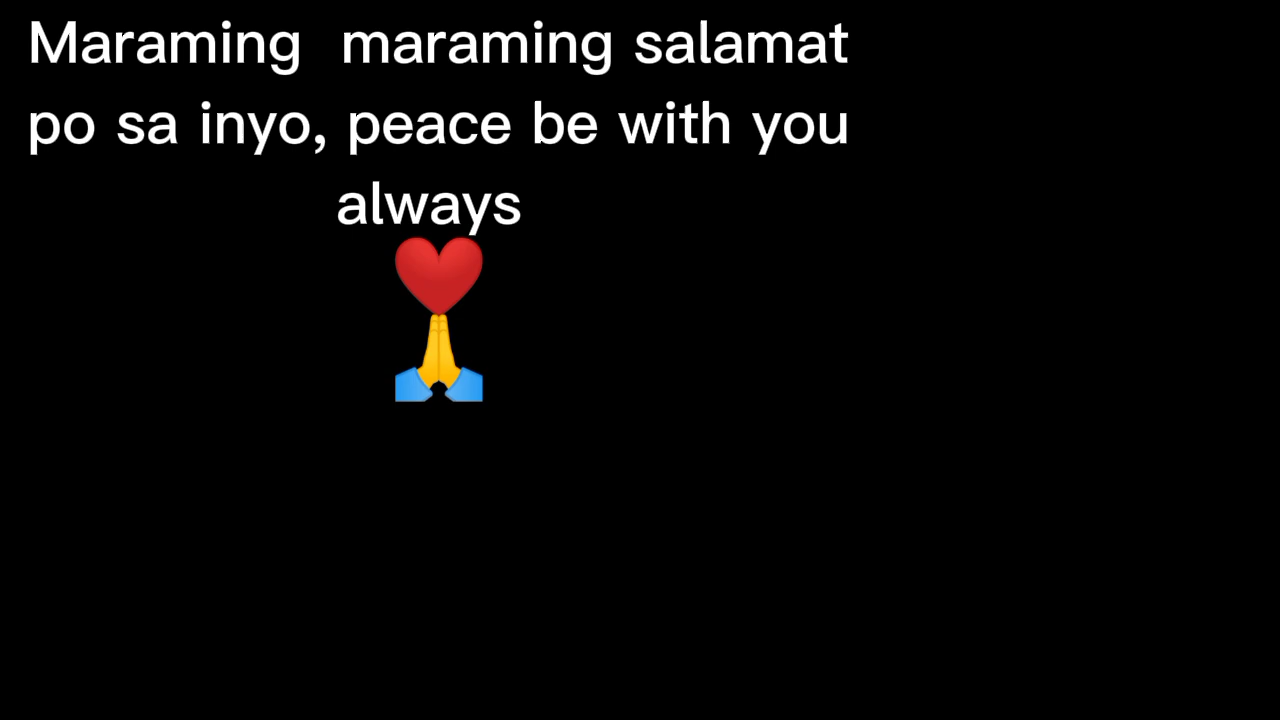 Maraming  maraming salamat
po sa inyo, peace be with you
always
❤️
🙏